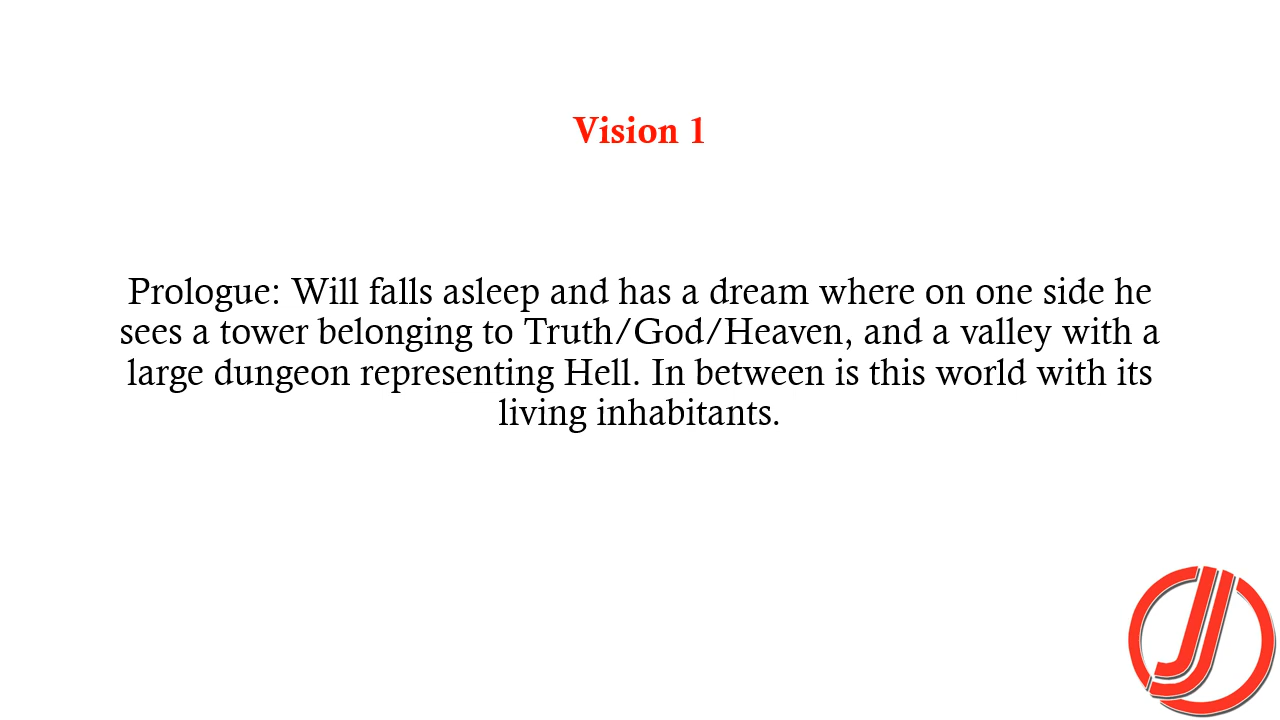 Vision 1
Prologue: Will falls asleep and has a dream where on one side he
sees a tower belonging to Truth/God/Heaven, and a valley with a
large dungeon representing Hell. In between is this world with its
living inhabitants.